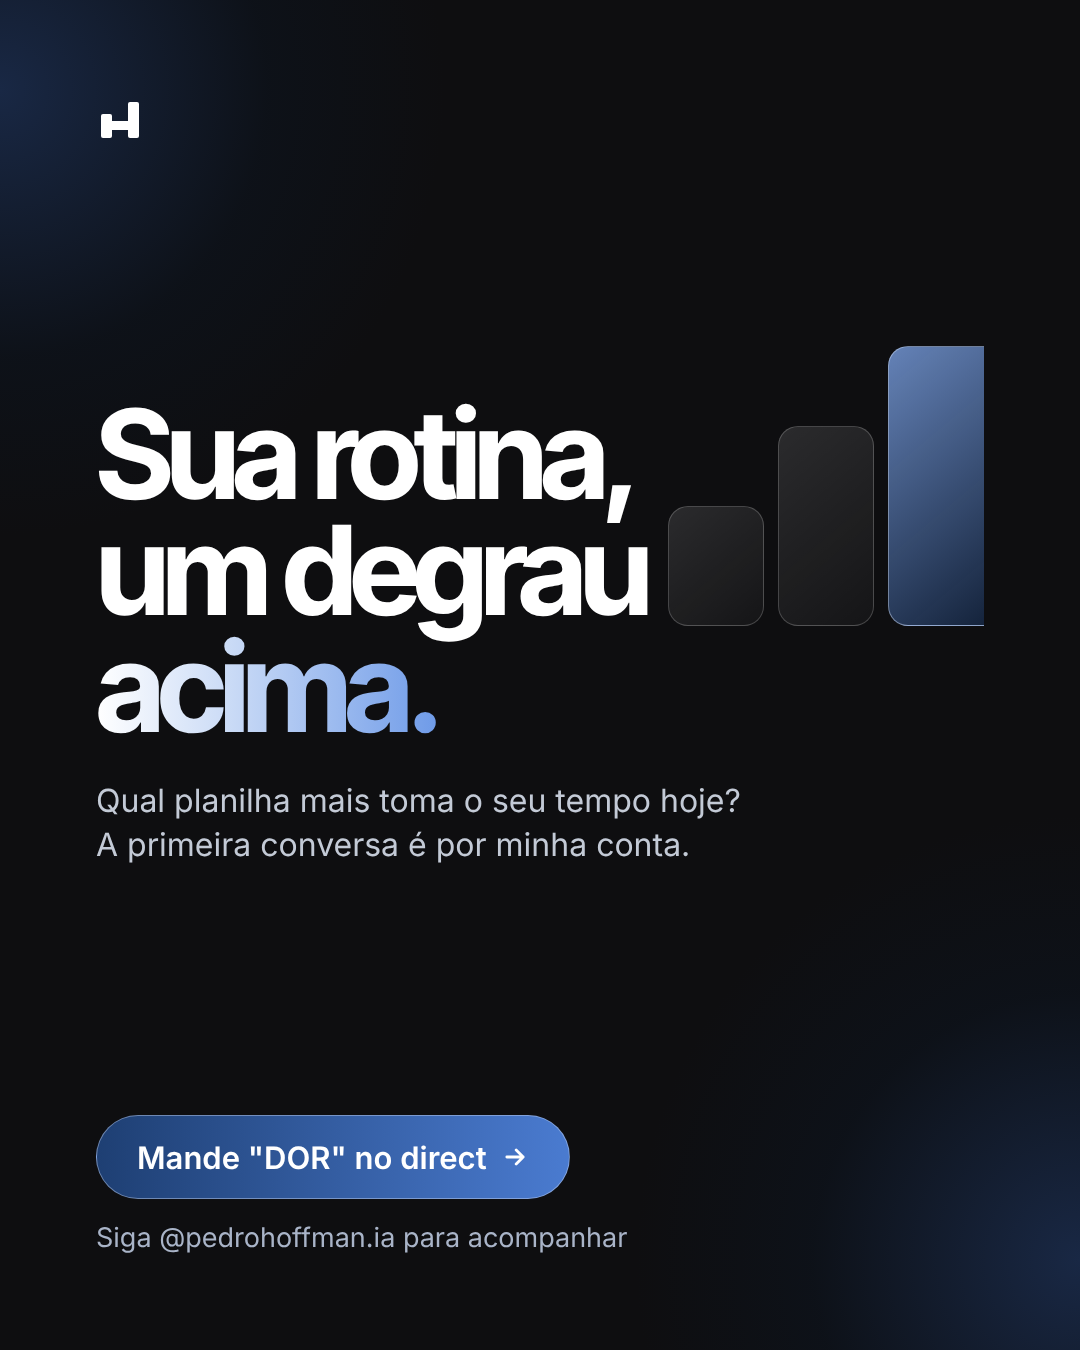 Sua rotina,
um degrau
acima.
Qual planilha mais toma o seu tempo hoje?
A primeira conversa é por minha conta.
Mande "DOR" no direct →
Siga @pedrohoffman.ia para acompanhar